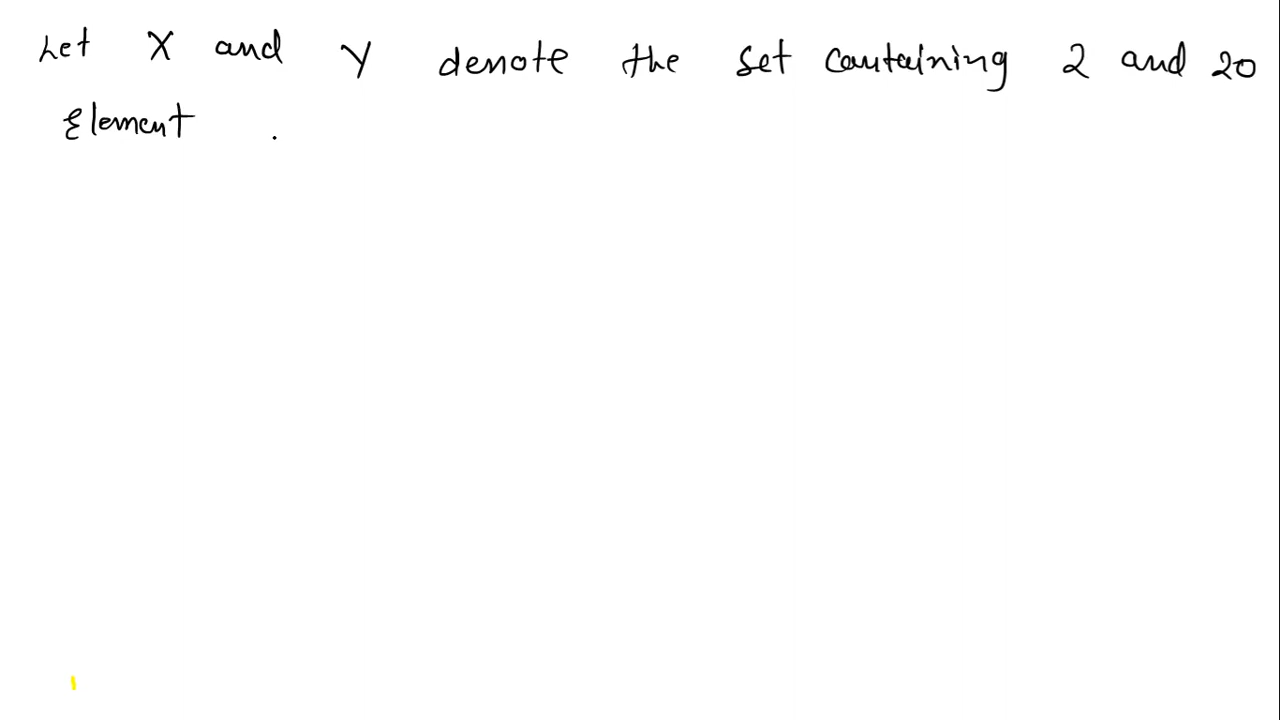 Let X and Y denote the set containing 2 and 20
Element .